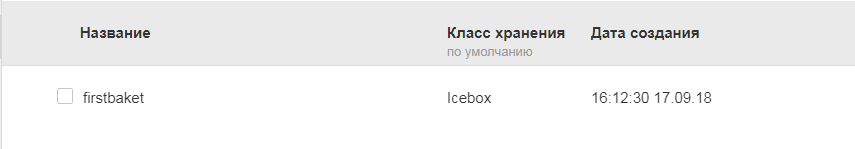 Название Класс хранения Дата создания
по умолчанию
firstbaket Icebox 16:12:30 17.09.18